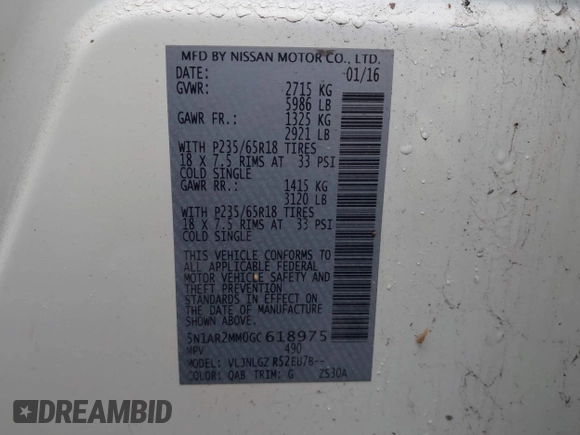 MFD BY NISSAN MOTOR CO., LTD.
DATE: 01/16
GVWR: 2715 KG
5986 LB
GAWR FR.: 1325 KG
2921 LB
WITH P235/65R18 TIRES
18 X 7.5 RIMS AT 33 PSI
COLD SINGLE
GAWR RR.: 1415 KG
3120 LB
WITH P235/65R18 TIRES
18 X 7.5 RIMS AT 33 PSI
COLD SINGLE
THIS VEHICLE CONFORMS TO
ALL APPLICABLE FEDERAL
MOTOR VEHICLE SAFETY AND
THEFT PREVENTION
STANDARDS IN EFFECT ON
THE DATE OF MANUFACTURE
SHOWN ABOVE.
5N1AR2MM0GC618975
MPV 490
MODEL: VLJNLGZ RS2EU7B--
COLOR: QAB TRIM: G ZS30A
DREAMBID